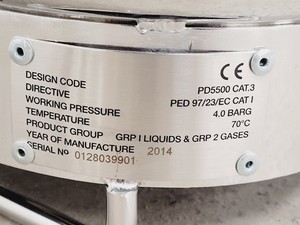 CE
DESIGN CODE PD5500 CAT.3
DIRECTIVE PED 97/23/EC CAT I
WORKING PRESSURE 4.0 BARG
TEMPERATURE 70°C
PRODUCT GROUP GRP I LIQUIDS & GRP 2 GASES
YEAR OF MANUFACTURE 2014
SERIAL Nº 0128039901